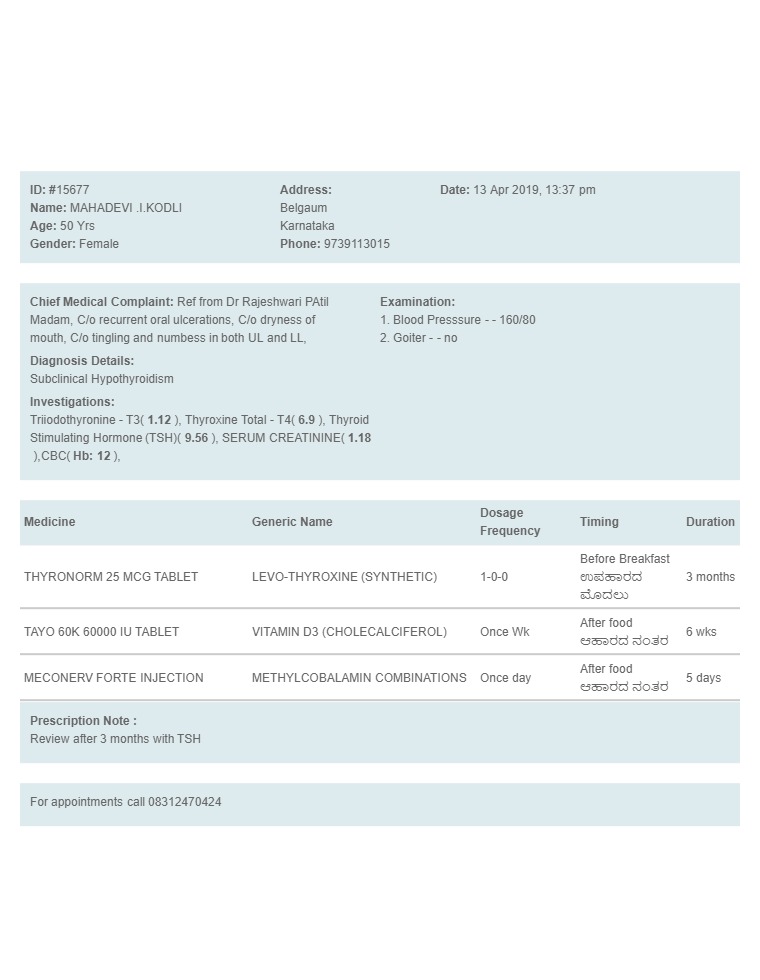 ID: #15677
Name: MAHADEVI .I.KODLI
Age: 50 Yrs
Gender: Female
Address:
Belgaum
Karnataka
Phone: 9739113015
Date: 13 Apr 2019, 13:37 pm
Chief Medical Complaint: Ref from Dr Rajeshwari PAtil
Madam, C/o recurrent oral ulcerations, C/o dryness of
mouth, C/o tingling and numbess in both UL and LL,
Diagnosis Details:
Subclinical Hypothyroidism
Investigations:
Triiodothyronine - T3( 1.12 ), Thyroxine Total - T4( 6.9 ), Thyroid
Stimulating Hormone (TSH)( 9.56 ), SERUM CREATININE( 1.18
),CBC( Hb: 12 ),
Examination:
1. Blood Presssure - - 160/80
2. Goiter - - no
Medicine Generic Name Dosage Frequency Timing Duration
THYRONORM 25 MCG TABLET LEVO-THYROXINE (SYNTHETIC) 1-0-0 Before Breakfast ಉಪಹಾರದ ಮೊದಲು 3 months
TAYO 60K 60000 IU TABLET VITAMIN D3 (CHOLECALCIFEROL) Once Wk After food ಆಹಾರದ ನಂತರ 6 wks
MECONERV FORTE INJECTION METHYLCOBALAMIN COMBINATIONS Once day After food ಆಹಾರದ ನಂತರ 5 days
Prescription Note :
Review after 3 months with TSH
For appointments call 08312470424